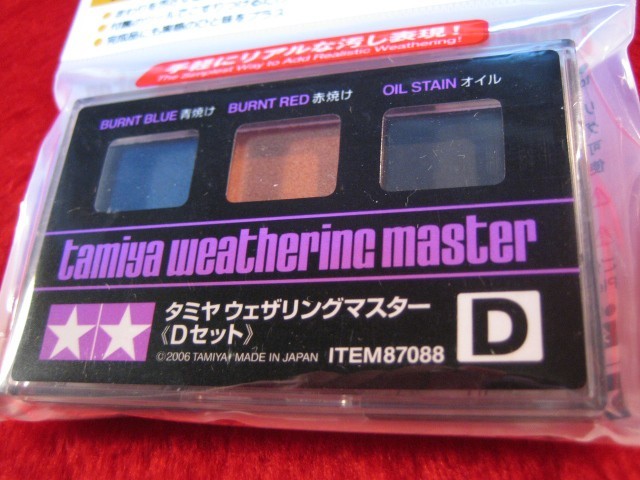 手軽にリアルな汚し表現!
The Simplest Way to Add Realistic Weathering!
BURNT BLUE 青焼け
BURNT RED 赤焼け
OIL STAIN オイル
tamiya weathering master
タミヤ ウェザリングマスター
《Dセット》
D
©2006 TAMIYA MADE IN JAPAN
ITEM87088